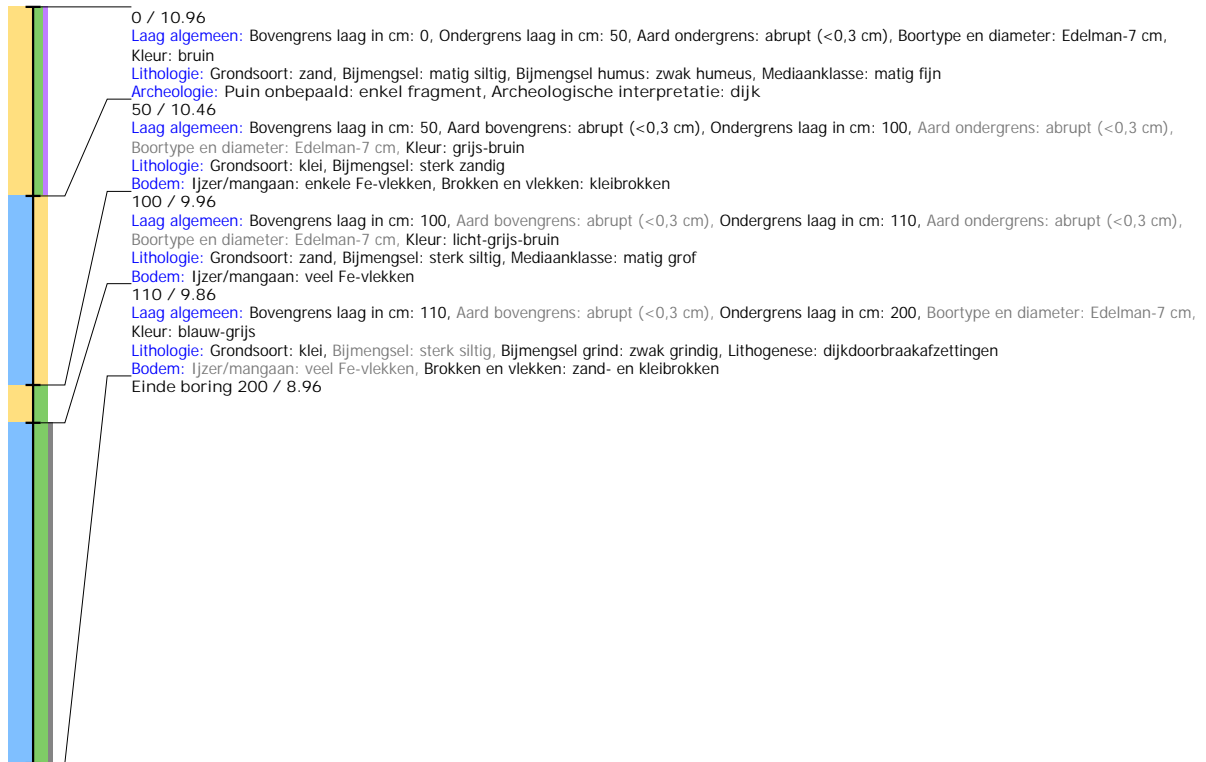 0 / 10.96
Laag algemeen: Bovengrens laag in cm: 0, Ondergrens laag in cm: 50, Aard ondergrens: abrupt (<0,3 cm), Boortype en diameter: Edelman-7 cm,
Kleur: bruin
Lithologie: Grondsoort: zand, Bijmengsel: matig siltig, Bijmengsel humus: zwak humeus, Mediaanklasse: matig fijn
Archeologie: Puin onbepaald: enkel fragment, Archeologische interpretatie: dijk
50 / 10.46
Laag algemeen: Bovengrens laag in cm: 50, Aard bovengrens: abrupt (<0,3 cm), Ondergrens laag in cm: 100, Aard ondergrens: abrupt (<0,3 cm),
Boortype en diameter: Edelman-7 cm, Kleur: grijs-bruin
Lithologie: Grondsoort: klei, Bijmengsel: sterk zandig
Bodem: Ijzer/mangaan: enkele Fe-vlekken, Brokken en vlekken: kleibrokken
100 / 9.96
Laag algemeen: Bovengrens laag in cm: 100, Aard bovengrens: abrupt (<0,3 cm), Ondergrens laag in cm: 110, Aard ondergrens: abrupt (<0,3 cm),
Boortype en diameter: Edelman-7 cm, Kleur: licht-grijs-bruin
Lithologie: Grondsoort: zand, Bijmengsel: sterk siltig, Mediaanklasse: matig grof
Bodem: Ijzer/mangaan: veel Fe-vlekken
110 / 9.86
Laag algemeen: Bovengrens laag in cm: 110, Aard bovengrens: abrupt (<0,3 cm), Ondergrens laag in cm: 200, Boortype en diameter: Edelman-7 cm,
Kleur: blauw-grijs
Lithologie: Grondsoort: klei, Bijmengsel: sterk siltig, Bijmengsel grind: zwak grindig, Lithogenese: dijkdoorbraakafzettingen
Bodem: Ijzer/mangaan: veel Fe-vlekken, Brokken en vlekken: zand- en kleibrokken
Einde boring 200 / 8.96